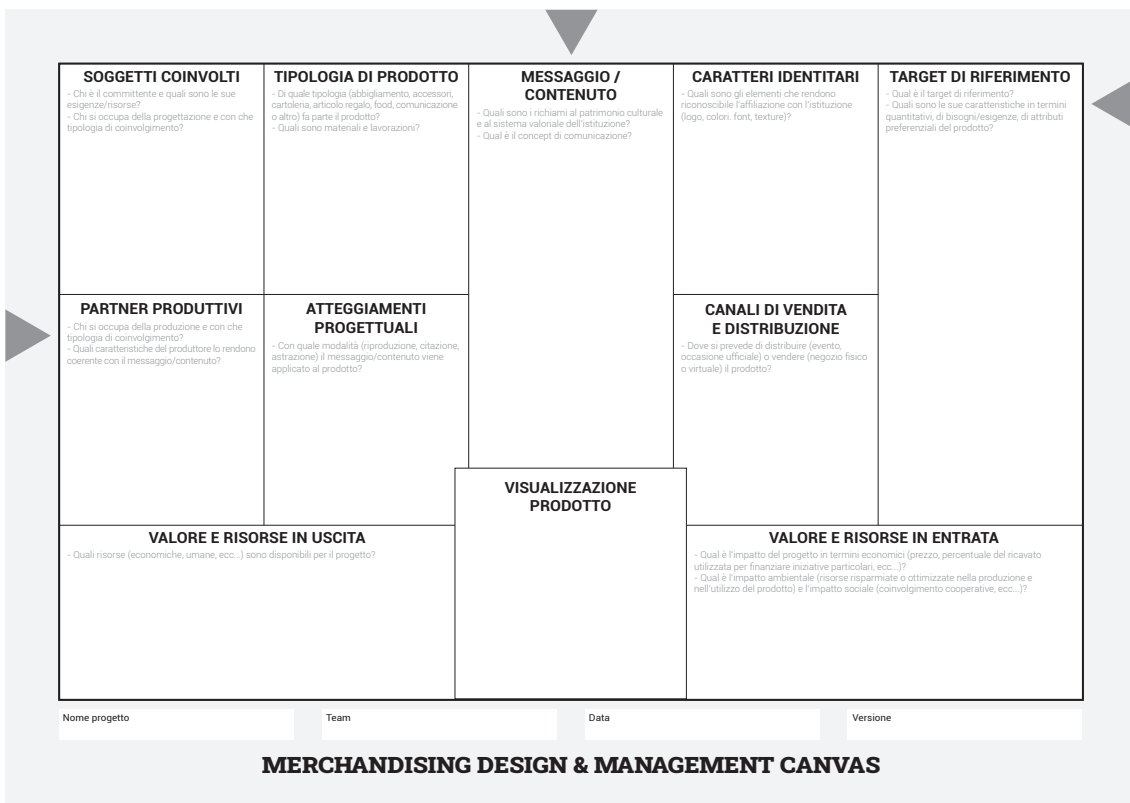 SOGGETTI COINVOLTI
- Chi è il committente e quali sono le sue
esigenze/risorse?
- Chi si occupa della progettazione e con che
tipologia di coinvolgimento?
TIPOLOGIA DI PRODOTTO
- Di quale tipologia (abbigliamento, accessori,
cartoleria, articolo regalo, food, comunicazione
o altro) fa parte il prodotto?
- Quali sono materiali e lavorazioni?
MESSAGGIO /
CONTENUTO
- Quali sono i richiami al patrimonio culturale
e al sistema valoriale dell'istituzione?
- Qual è il concept di comunicazione?
CARATTERI IDENTITARI
- Quali sono gli elementi che rendono
riconoscibile l'affiliazione con l'istituzione
(logo, colori. font, texture)?
TARGET DI RIFERIMENTO
- Qual è il target di riferimento?
- Quali sono le sue caratteristiche in termini
quantitativi, di bisogni/esigenze, di attributi
preferenziali del prodotto?
PARTNER PRODUTTIVI
- Chi si occupa della produzione e con che
tipologia di coinvolgimento?
- Quali caratteristiche del produttore lo rendono
coerente con il messaggio/contenuto?
ATTEGGIAMENTI
PROGETTUALI
- Con quale modalità (riproduzione, citazione,
astrazione) il messaggio/contenuto viene
applicato al prodotto?
CANALI DI VENDITA
E DISTRIBUZIONE
- Dove si prevede di distribuire (evento,
occasione ufficiale) o vendere (negozio fisico
o virtuale) il prodotto?
VISUALIZZAZIONE
PRODOTTO
VALORE E RISORSE IN USCITA
- Quali risorse (economiche, umane, ecc...) sono disponibili per il progetto?
VALORE E RISORSE IN ENTRATA
- Qual è l'impatto del progetto in termini economici (prezzo, percentuale del ricavato
utilizzata per finanziare iniziative particolari, ecc...)?
- Qual è l'impatto ambientale (risorse risparmiate o ottimizzate nella produzione e
nell'utilizzo del prodotto) e l'impatto sociale (coinvolgimento cooperative, ecc...)?
Nome progetto
Team
Data
Versione
MERCHANDISING DESIGN & MANAGEMENT CANVAS